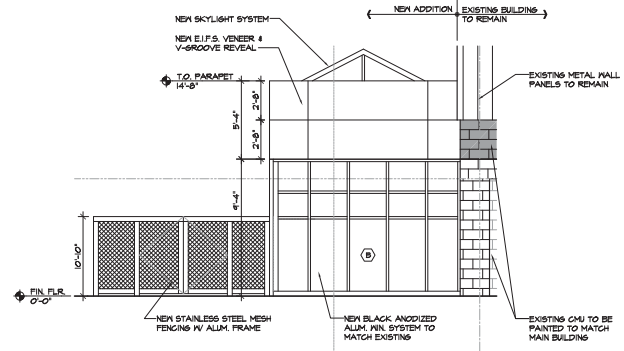 NEW ADDITION
EXISTING BUILDING
TO REMAIN
NEW SKYLIGHT SYSTEM
NEW E.I.F.S. VENEER &
V-GROOVE REVEAL
T.O. PARAPET
14'-8"
EXISTING METAL WALL
PANELS TO REMAIN
2'-8"
5'-4"
2'-8"
9'-4"
10'-10"
B
FIN. FLR.
0'-0"
NEW STAINLESS STEEL MESH
FENCING W/ ALUM. FRAME
NEW BLACK ANODIZED
ALUM. WIN. SYSTEM TO
MATCH EXISTING
EXISTING CMU TO BE
PAINTED TO MATCH
MAIN BUILDING